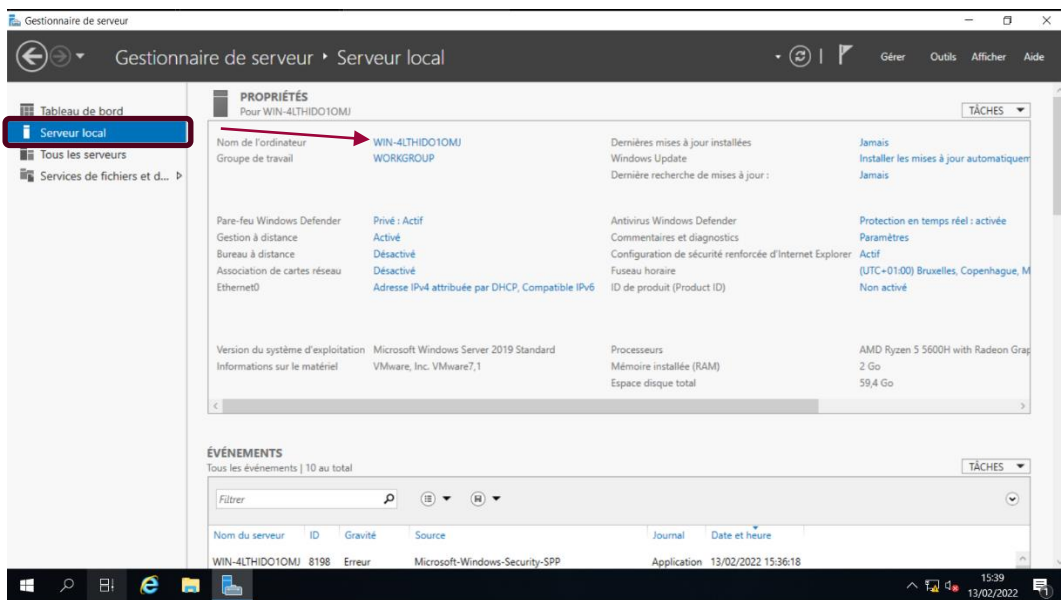 Gestionnaire de serveur
Gestionnaire de serveur ‣ Serveur local
Gérer Outils Afficher Aide
Tableau de bord
Serveur local
Tous les serveurs
Services de fichiers et d...
PROPRIÉTÉS
Pour WIN-4LTHIDO1OMJ
TÂCHES
Nom de l'ordinateur WIN-4LTHIDO1OMJ Dernières mises à jour installées Jamais
Groupe de travail WORKGROUP Windows Update Installer les mises à jour automatiquem
Dernière recherche de mises à jour : Jamais
Pare-feu Windows Defender Privé : Actif Antivirus Windows Defender Protection en temps réel : activée
Gestion à distance Activé Commentaires et diagnostics Paramètres
Bureau à distance Désactivé Configuration de sécurité renforcée d'Internet Explorer Actif
Association de cartes réseau Désactivé Fuseau horaire (UTC+01:00) Bruxelles, Copenhague, M
Ethernet0 Adresse IPv4 attribuée par DHCP, Compatible IPv6 ID de produit (Product ID) Non activé
Version du système d'exploitation Microsoft Windows Server 2019 Standard Processeurs AMD Ryzen 5 5600H with Radeon Grap
Informations sur le matériel VMware, Inc. VMware7,1 Mémoire installée (RAM) 2 Go
Espace disque total 59,4 Go
ÉVÉNEMENTS
Tous les événements | 10 au total
TÂCHES
Filtrer
Nom du serveur ID Gravité Source Journal Date et heure
WIN-4LTHIDO1OMJ 8198 Erreur Microsoft-Windows-Security-SPP Application 13/02/2022 15:36:18
15:39
13/02/2022
1